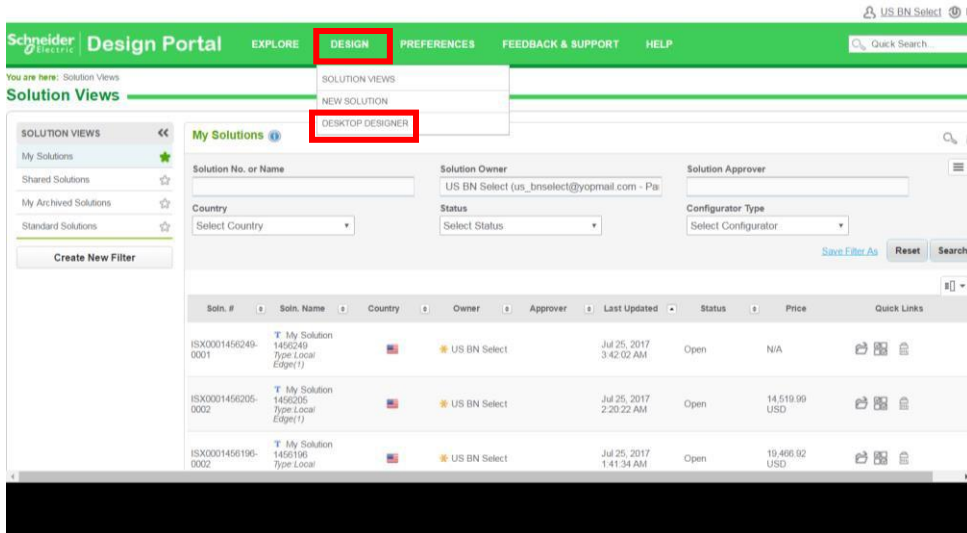 US BN Select
Schneider Electric
Design Portal
EXPLORE DESIGN PREFERENCES FEEDBACK & SUPPORT HELP
Quick Search...
SOLUTION VIEWS
NEW SOLUTION
DESKTOP DESIGNER
You are here: Solution Views
Solution Views
SOLUTION VIEWS
My Solutions
Shared Solutions
My Archived Solutions
Standard Solutions
Create New Filter
My Solutions
Solution No. or Name
Solution Owner
US BN Select (us_bnselect@yopmail.com - Pa
Solution Approver
Country
Select Country
Status
Select Status
Configurator Type
Select Configurator
Save Filter As Reset Search
Soln. # Soln. Name Country Owner Approver Last Updated Status Price Quick Links
ISX0001456249-
0001
T My Solution
1456249
Type:Local
Edge(1)
US BN Select
Jul 25, 2017
3:42:02 AM
Open
N/A
ISX0001456205-
0002
T My Solution
1456205
Type:Local
Edge(1)
US BN Select
Jul 25, 2017
2:20:22 AM
Open
14,519.99
USD
ISX0001456196-
0002
T My Solution
1456196
Type:Local
US BN Select
Jul 25, 2017
1:41:34 AM
Open
19,466.92
USD